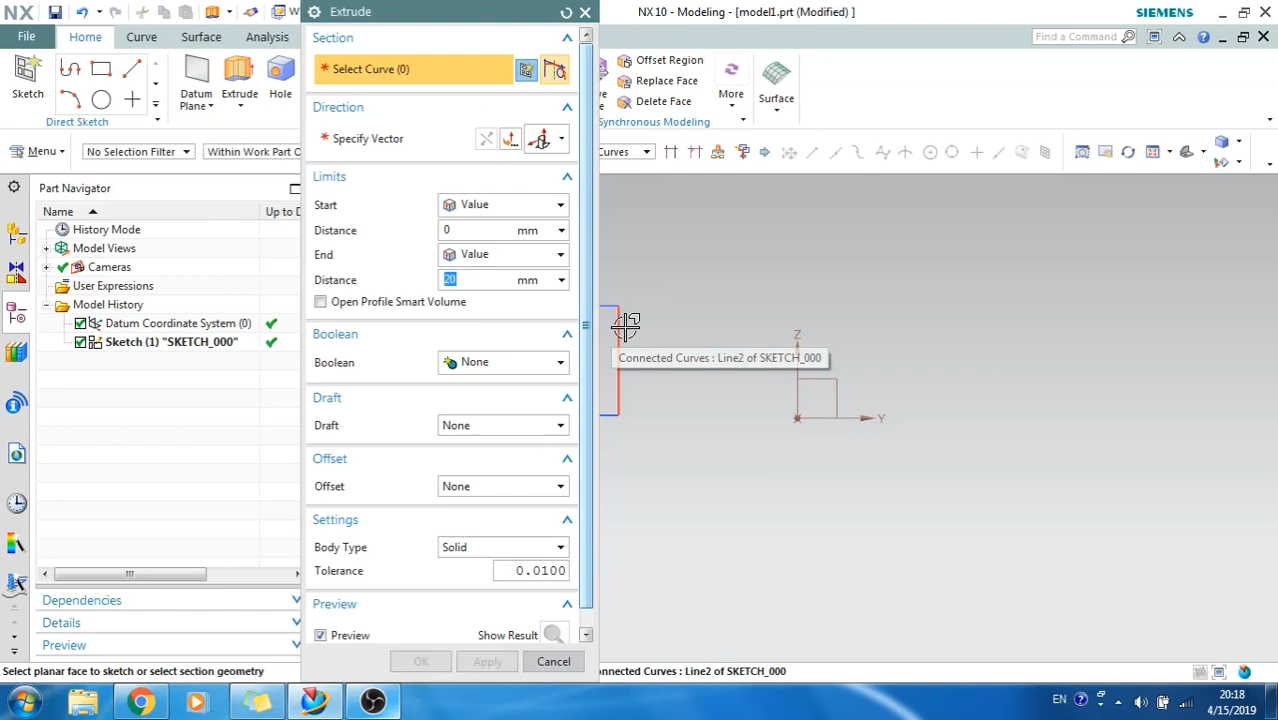 NX
Extrude
NX 10 - Modeling - [model1.prt (Modified) ]
SIEMENS
File
Home
Curve
Surface
Analysis
Find a Command
Section
Select Curve (0)
Sketch
Datum Plane
Extrude
Hole
Offset Region
Replace Face
Delete Face
More
Surface
Direct Sketch
Direction
Synchronous Modeling
Specify Vector
Menu
No Selection Filter
Within Work Part O
Curves
Limits
Part Navigator
Name
Up to D
Start
Value
History Mode
Distance
0
mm
Model Views
End
Value
Cameras
Distance
20
mm
User Expressions
Open Profile Smart Volume
Model History
Datum Coordinate System (0)
Boolean
Sketch (1) "SKETCH_000"
Boolean
None
Connected Curves : Line2 of SKETCH_000
Z
Y
Draft
Draft
None
Offset
Offset
None
Settings
Body Type
Solid
Tolerance
0.0100
Dependencies
Preview
Details
Preview
Show Result
Preview
OK
Apply
Cancel
Select planar face to sketch or select section geometry
onnected Curves : Line2 of SKETCH_000
EN
20:18
4/15/2019